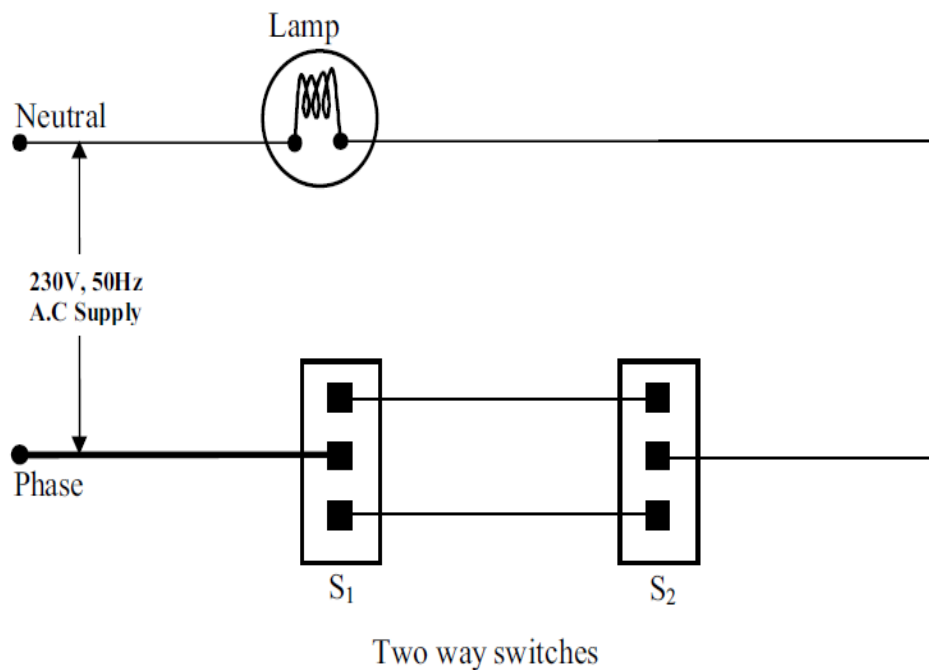 Lamp
Neutral
230V, 50Hz
A.C Supply
Phase
S₁
S₂
Two way switches